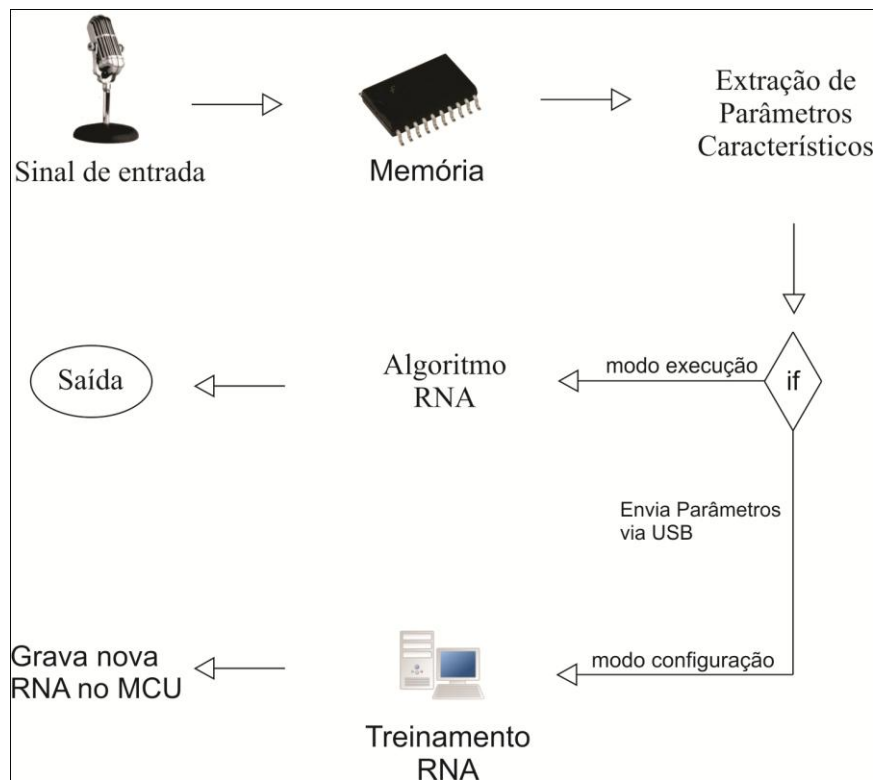 Sinal de entrada
Memória
Extração de
Parâmetros
Característicos
Saída
Algoritmo
RNA
modo execução
if
Envia Parâmetros
via USB
Grava nova
RNA no MCU
Treinamento
RNA
modo configuração